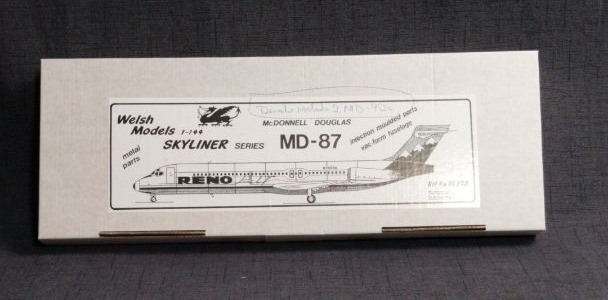 Welsh
Models 1-144
SKYLINER SERIES
McDONNELL DOUGLAS
MD-87
metal
parts
injection moulded parts
vac.form fuselage
RENO Air